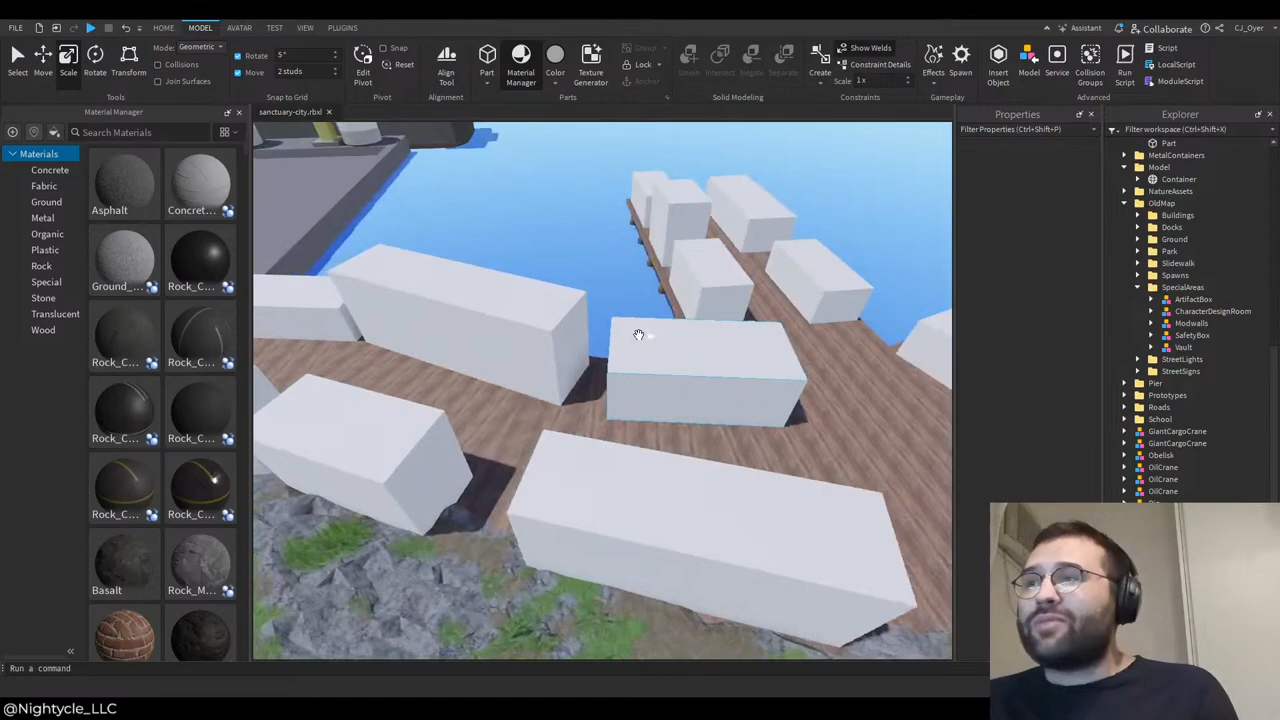 FILE HOME MODEL AVATAR TEST VIEW PLUGINS Assistant Collaborate CJ_Oyer
Select Move Scale Rotate Transform
Mode: Geometric
Collisions
Join Surfaces
Tools
Rotate 5°
Move 2 studs
Snap to Grid
Edit Pivot
Snap
Reset
Pivot
Align Tool
Alignment
Part Material Manager Color Texture Generator
Group
Lock
Anchor
Parts
Union Intersect Negate Separate
Solid Modeling
Create
Show Welds
Constraint Details
Scale 1x
Constraints
Effects Spawn
Gameplay
Insert Object Model Service Collision Groups Run Script
Script
LocalScript
ModuleScript
Advanced
Material Manager
sanctuary-city.rbxl
Search Materials
Materials
Concrete
Fabric
Ground
Metal
Organic
Plastic
Rock
Special
Stone
Translucent
Wood
Asphalt Concret...
Ground_... Rock_C...
Rock_C... Rock_C...
Rock_C... Rock_C...
Rock_C... Rock_C...
Basalt Rock_M...
Properties
Filter Properties (Ctrl+Shift+P)
Explorer
Filter workspace (Ctrl+Shift+X)
Part
MetalContainers
Model
Container
NatureAssets
OldMap
Buildings
Docks
Ground
Park
Slidewalk
Spawns
SpecialAreas
ArtifactBox
CharacterDesignRoom
Modwalls
SafetyBox
Vault
StreetLights
StreetSigns
Pier
Prototypes
Roads
School
GiantCargoCrane
GiantCargoCrane
Obelisk
OilCrane
OilCrane
OilCrane
Run a command
@Nightycle_LLC